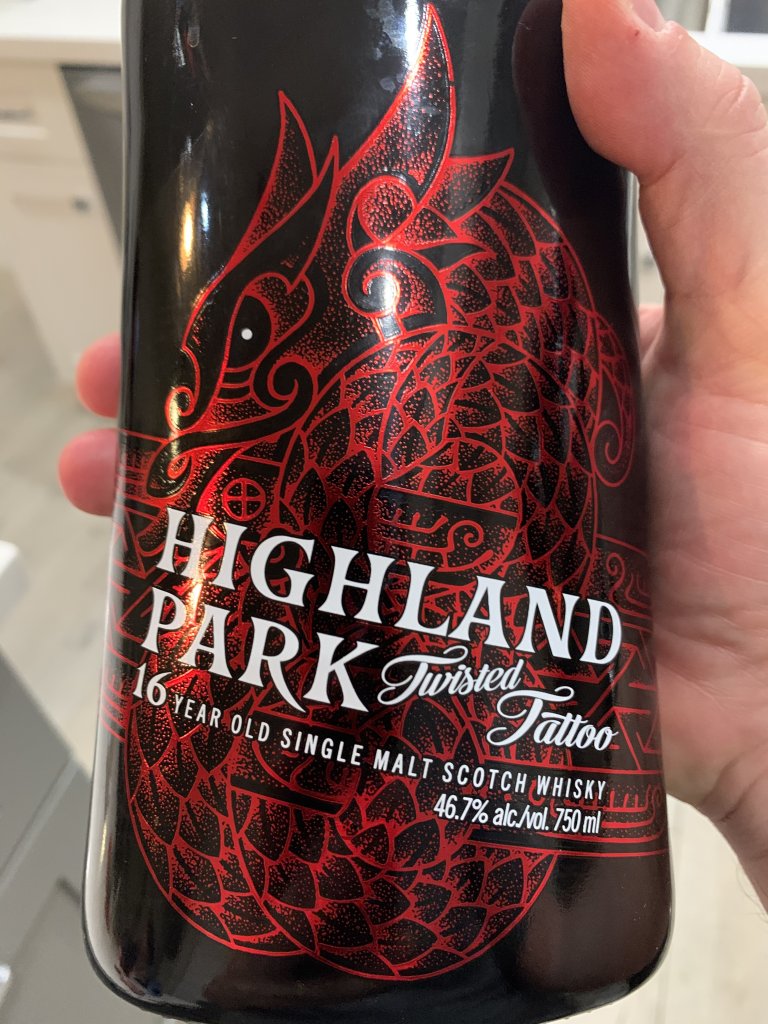 HIGHLAND
PARK Twisted Tattoo
16 YEAR OLD SINGLE MALT SCOTCH WHISKY
46.7% alc./vol. 750 ml